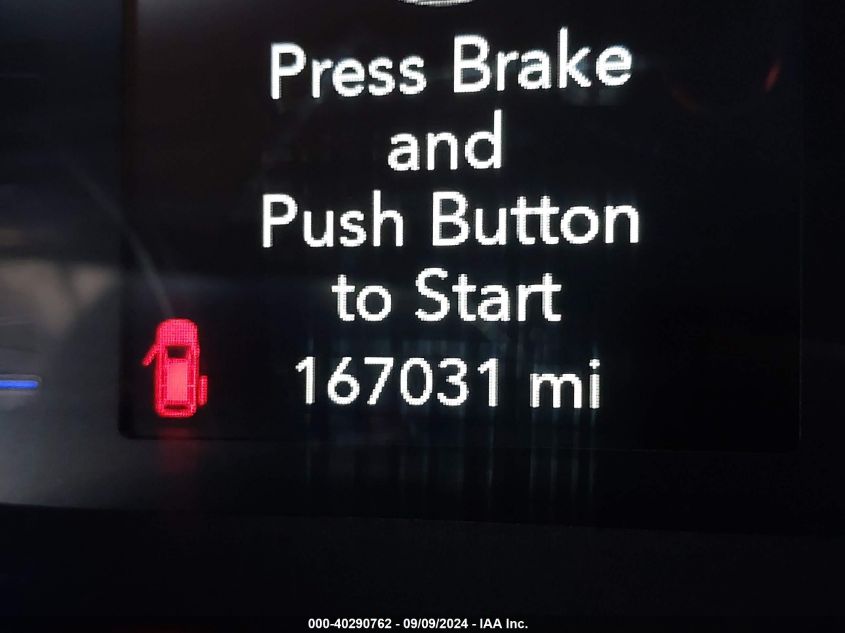 Press Brake
and
Push Button
to Start
167031 mi
000-40290762 - 09/09/2024 - IAA Inc.